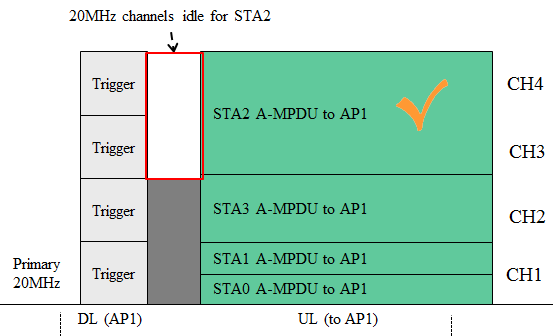 20MHz channels idle for STA2
Trigger
STA2 A-MPDU to AP1
CH4
Trigger
CH3
Trigger
STA3 A-MPDU to AP1
CH2
Primary
20MHz
Trigger
STA1 A-MPDU to AP1
STA0 A-MPDU to AP1
CH1
DL (AP1)
UL (to AP1)